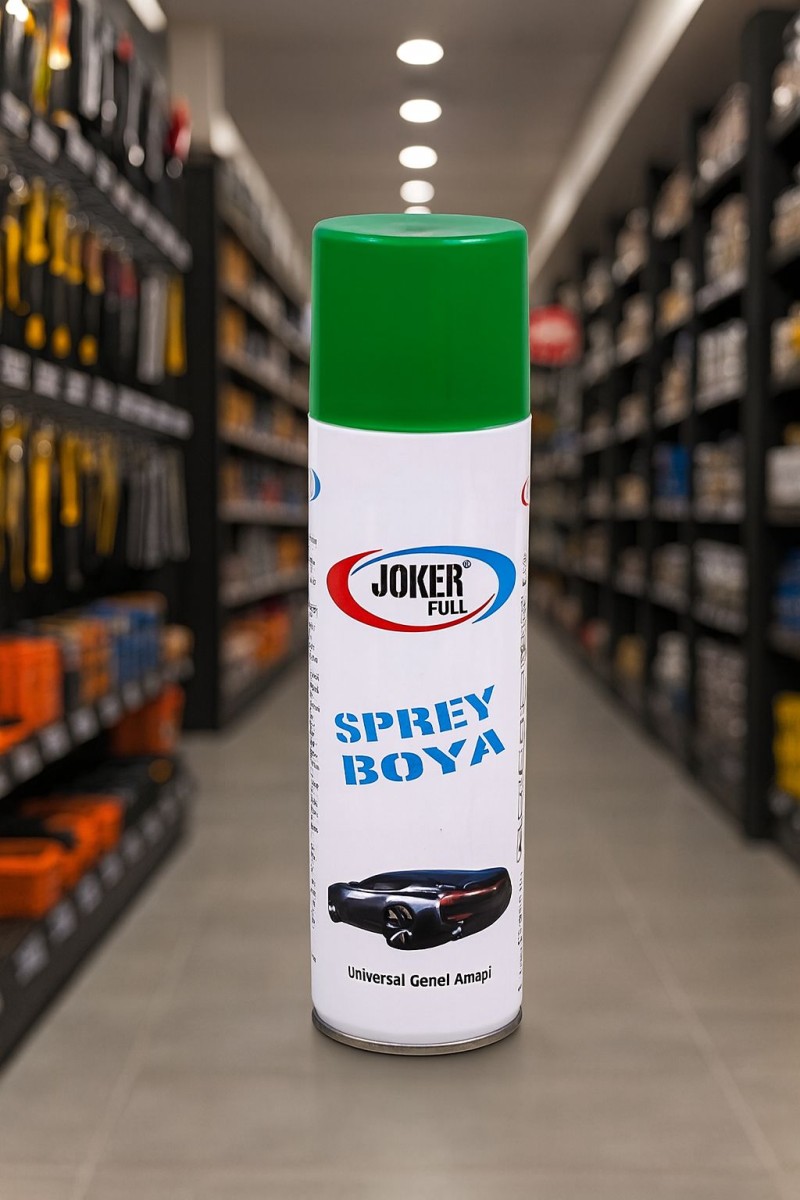 JOKER®
FULL
SPREY
BOYA
Universal Genel Amapi